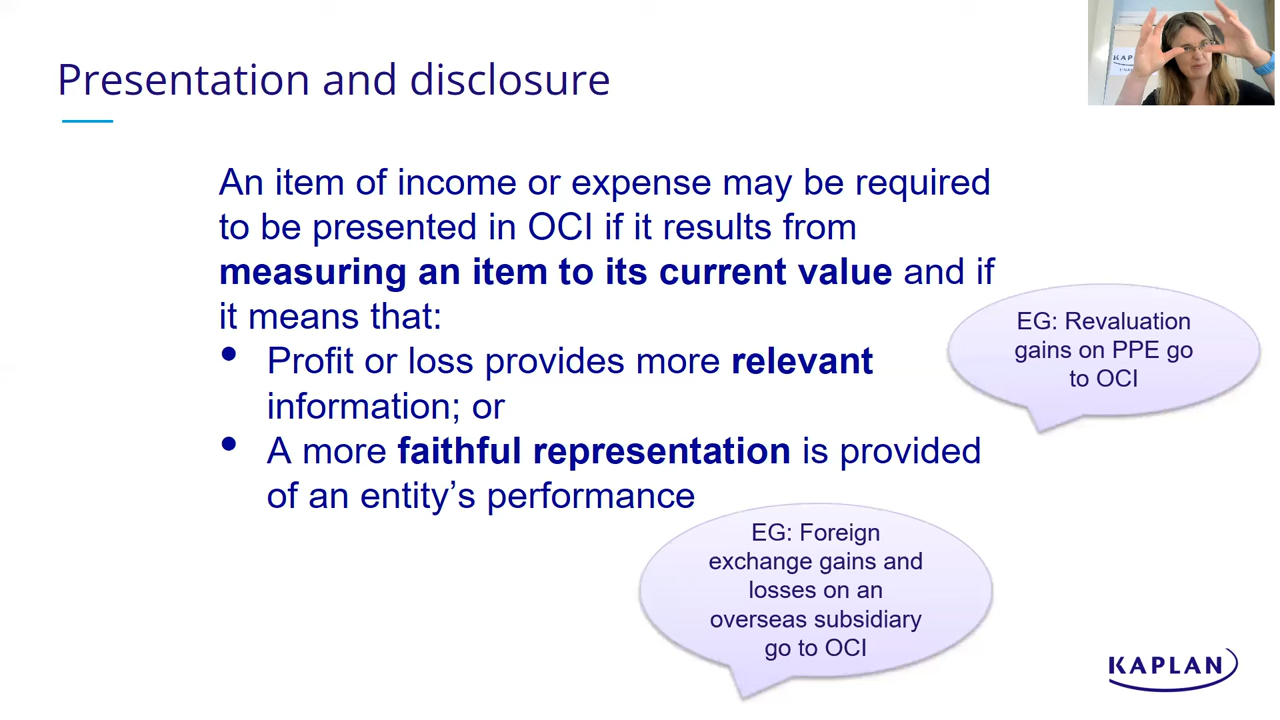 Presentation and disclosure
An item of income or expense may be required
to be presented in OCI if it results from
measuring an item to its current value and if
it means that:
• Profit or loss provides more relevant
information; or
• A more faithful representation is provided
of an entity’s performance
EG: Revaluation
gains on PPE go
to OCI
EG: Foreign
exchange gains and
losses on an
overseas subsidiary
go to OCI
KAPLAN